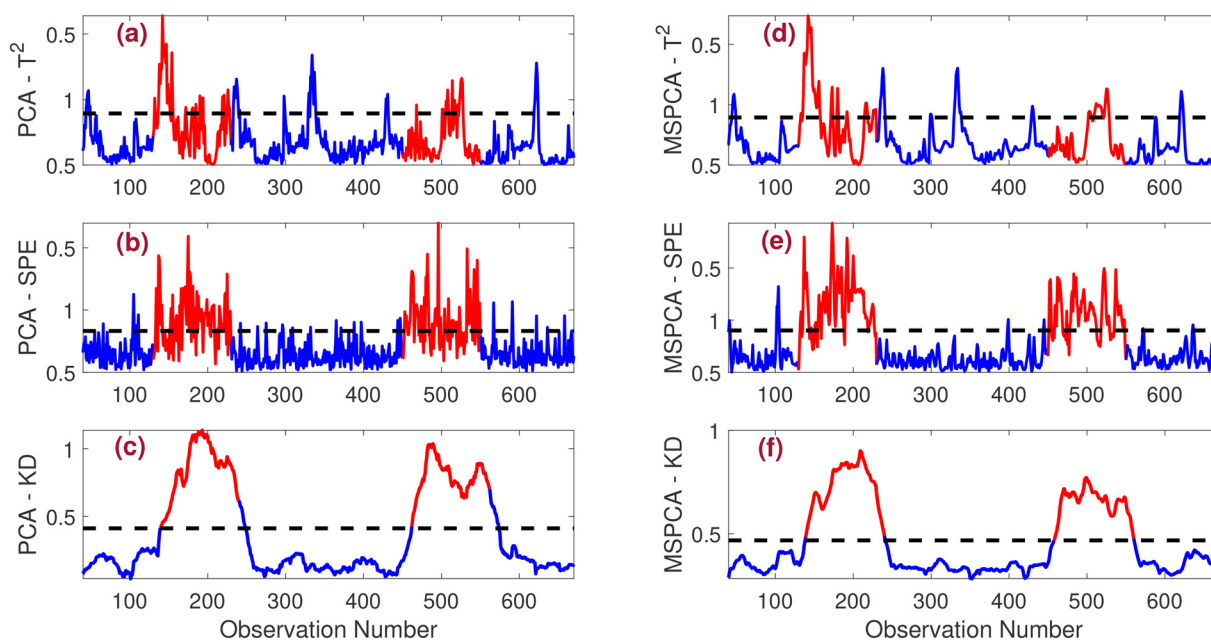 (a)
PCA - T²
0.5
1
0.5
100 200 300 400 500 600
(b)
PCA - SPE
0.5
1
0.5
100 200 300 400 500 600
(c)
PCA - KD
1
0.5
100 200 300 400 500 600
Observation Number
(d)
MSPCA - T²
0.5
1
0.5
100 200 300 400 500 600
(e)
MSPCA - SPE
0.5
1
0.5
100 200 300 400 500 600
(f)
MSPCA - KD
1
0.5
100 200 300 400 500 600
Observation Number